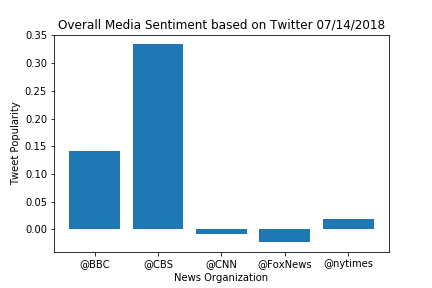 Overall Media Sentiment based on Twitter 07/14/2018
Tweet Popularity
0.35
0.30
0.25
0.20
0.15
0.10
0.05
0.00
@BBC @CBS @CNN @FoxNews @nytimes
News Organization